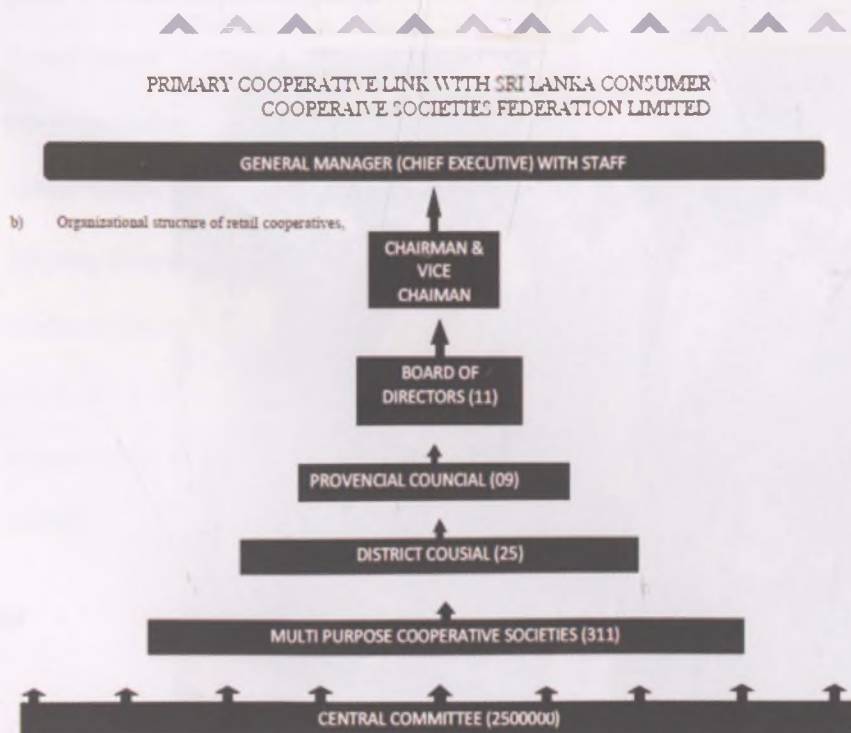 PRIMARY COOPERATTVE LINK WITH SRI LANKA CONSUMER
COOPERAIVE SOCIETIES FEDERATION LIMITED
GENERAL MANAGER (CHIEF EXECUTIVE) WITH STAFF
b) Organizational structure of retail cooperatives,
CHAIRMAN &
VICE
CHAIMAN
BOARD OF
DIRECTORS (11)
PROVENCIAL COUNCIAL (09)
DISTRICT COUSIAL (25)
MULTI PURPOSE COOPERATIVE SOCIETIES (311)
CENTRAL COMMITTEE (2500000)